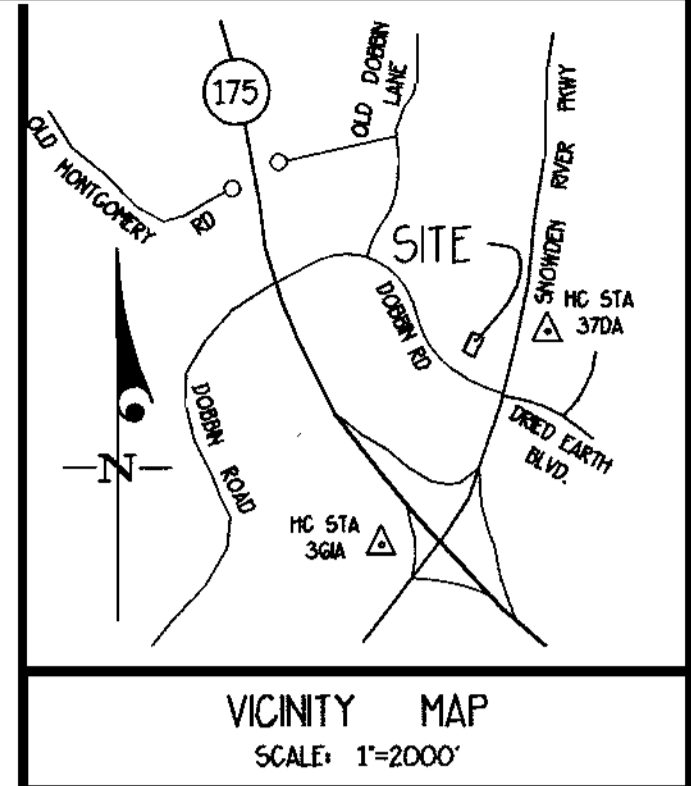 175
OLD DOBBIN
LANE
OLD MONTGOMERY
RD
SNOWDEN RIVER PKWY
SITE
HC STA
37DA
DOBBIN RD
DOBBIN ROAD
DRIED EARTH
BLVD.
N
HC STA
36IA
VICINITY MAP
SCALE: 1"=2000'